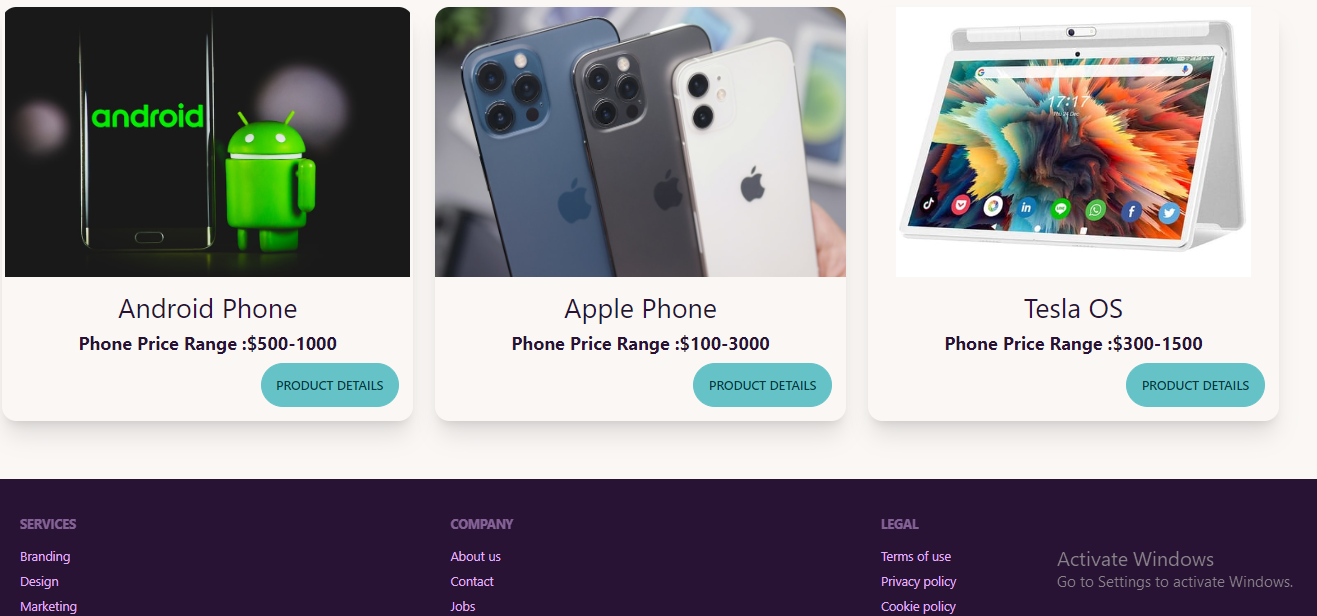 android
17:17
Android Phone
Phone Price Range :$500-1000
PRODUCT DETAILS
Apple Phone
Phone Price Range :$100-3000
PRODUCT DETAILS
Tesla OS
Phone Price Range :$300-1500
PRODUCT DETAILS
SERVICES
Branding
Design
Marketing
COMPANY
About us
Contact
Jobs
LEGAL
Terms of use
Privacy policy
Cookie policy
Activate Windows
Go to Settings to activate Windows.